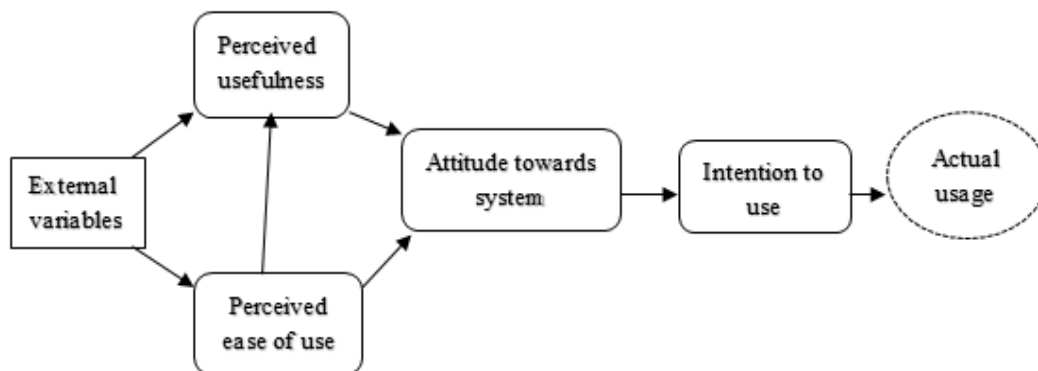 Perceived
usefulness
External
variables
Perceived
ease of use
Attitude towards
system
Intention to
use
Actual
usage